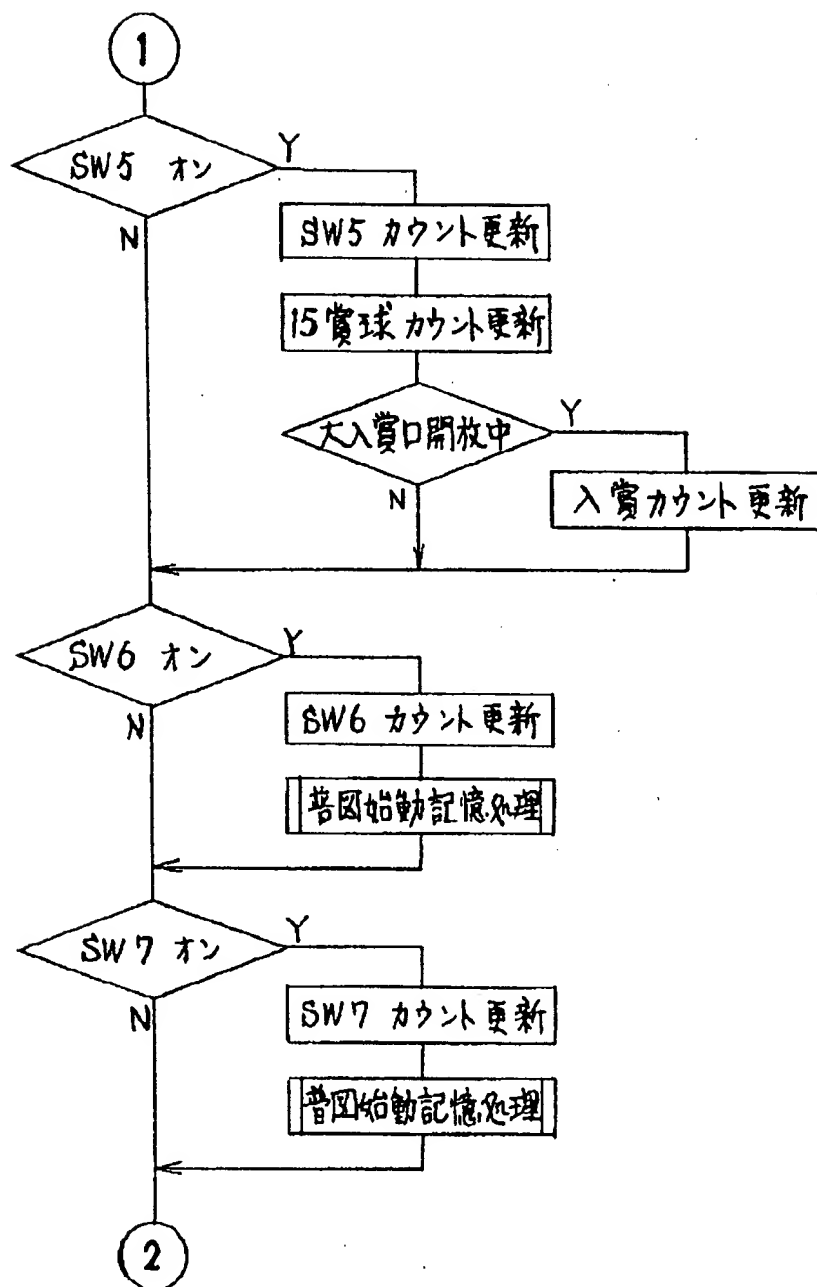 1
SW5 オン
Y
N
SW5 カウント更新
15賞球カウント更新
大入賞口開放中
Y
N
入賞カウント更新
SW6 オン
Y
N
SW6 カウント更新
普図始動記憶処理
SW7 オン
Y
N
SW7 カウント更新
普図始動記憶処理
2